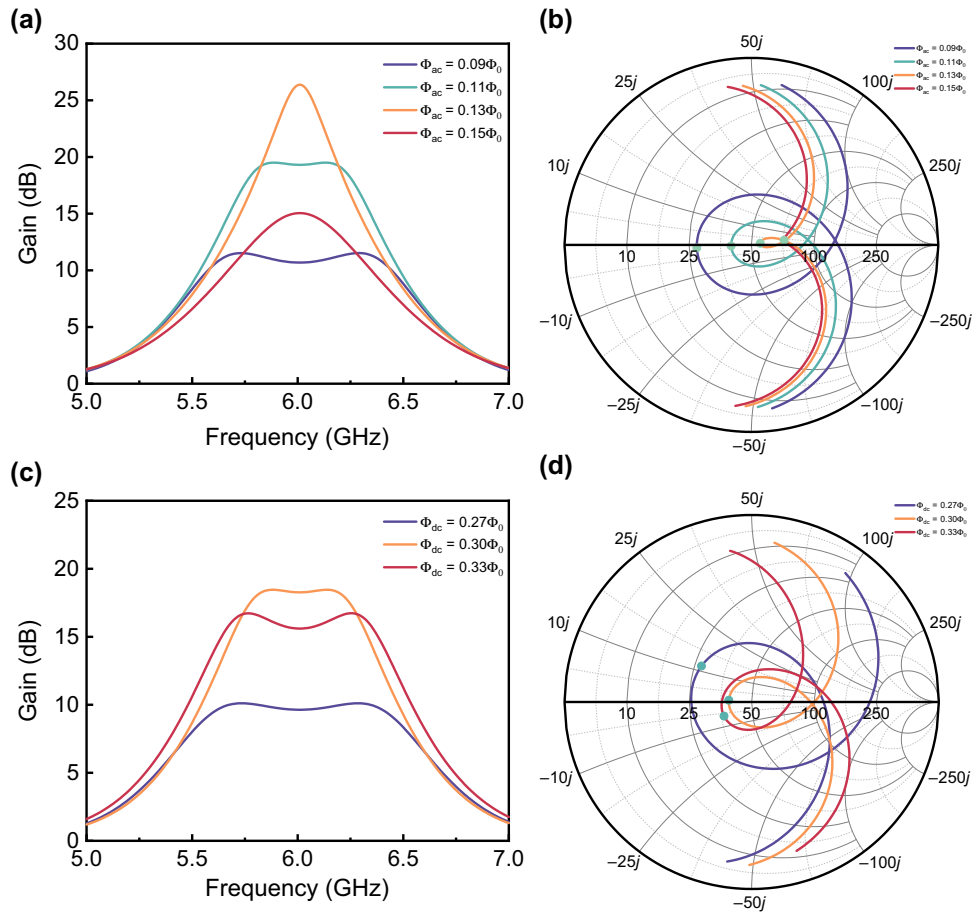 (a)
30
25
20
15
10
5
0
Gain (dB)
5.0 5.5 6.0 6.5 7.0
Frequency (GHz)
Φac = 0.09Φ0
Φac = 0.11Φ0
Φac = 0.13Φ0
Φac = 0.15Φ0
(b)
50j
25j 100j
10j 250j
10 25 50 100 250
−10j −250j
−25j −100j
−50j
Φac = 0.09Φ0
Φac = 0.11Φ0
Φac = 0.13Φ0
Φac = 0.15Φ0
(c)
25
20
15
10
5
0
Gain (dB)
5.0 5.5 6.0 6.5 7.0
Frequency (GHz)
Φdc = 0.27Φ0
Φdc = 0.30Φ0
Φdc = 0.33Φ0
(d)
50j
25j 100j
10j 250j
10 25 50 100 250
−10j −250j
−25j −100j
−50j
Φdc = 0.27Φ0
Φdc = 0.30Φ0
Φdc = 0.33Φ0